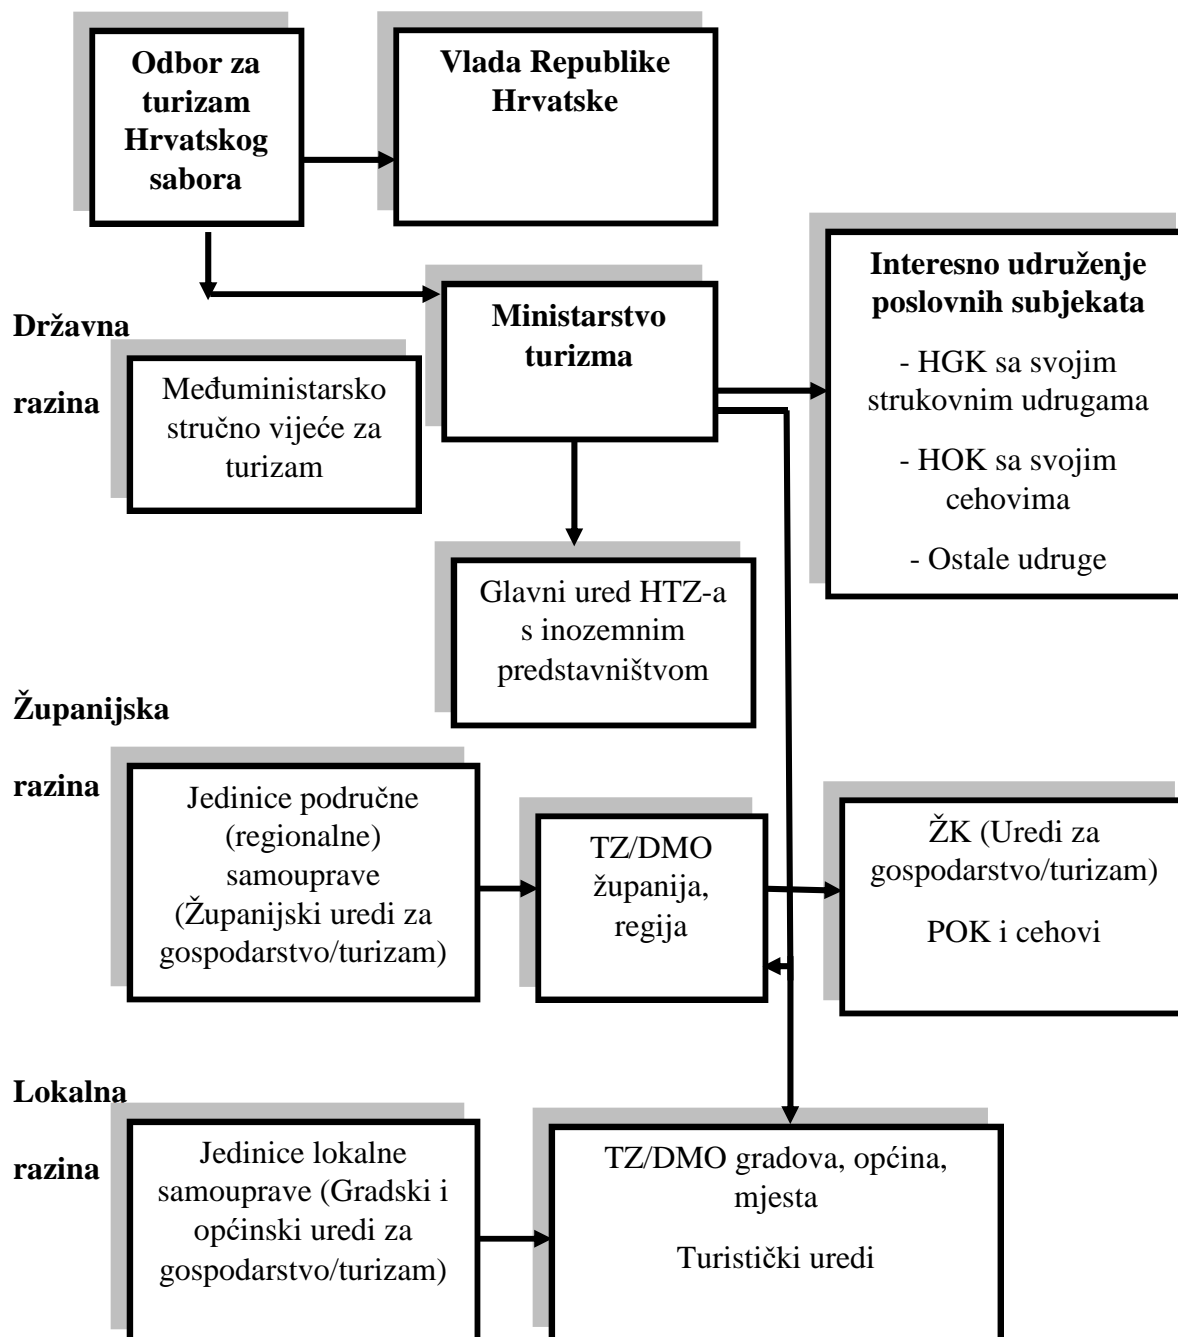 Odbor za
turizam
Hrvatskog
sabora
Vlada Republike
Hrvatske
Interesno udruženje
poslovnih subjekata
- HGK sa svojim
strukovnim udrugama
- HOK sa svojim
cehovima
- Ostale udruge
Ministarstvo
turizma
Državna
razina
Međuministarsko
stručno vijeće za
turizam
Glavni ured HTZ-a
s inozemnim
predstavništvom
Županijska
razina
Jedinice područne
(regionalne)
samouprave
(Županijski uredi za
gospodarstvo/turizam)
TZ/DMO
županija,
regija
ŽK (Uredi za
gospodarstvo/turizam)
POK i cehovi
Lokalna
razina
Jedinice lokalne
samouprave (Gradski i
općinski uredi za
gospodarstvo/turizam)
TZ/DMO gradova, općina,
mjesta
Turistički uredi